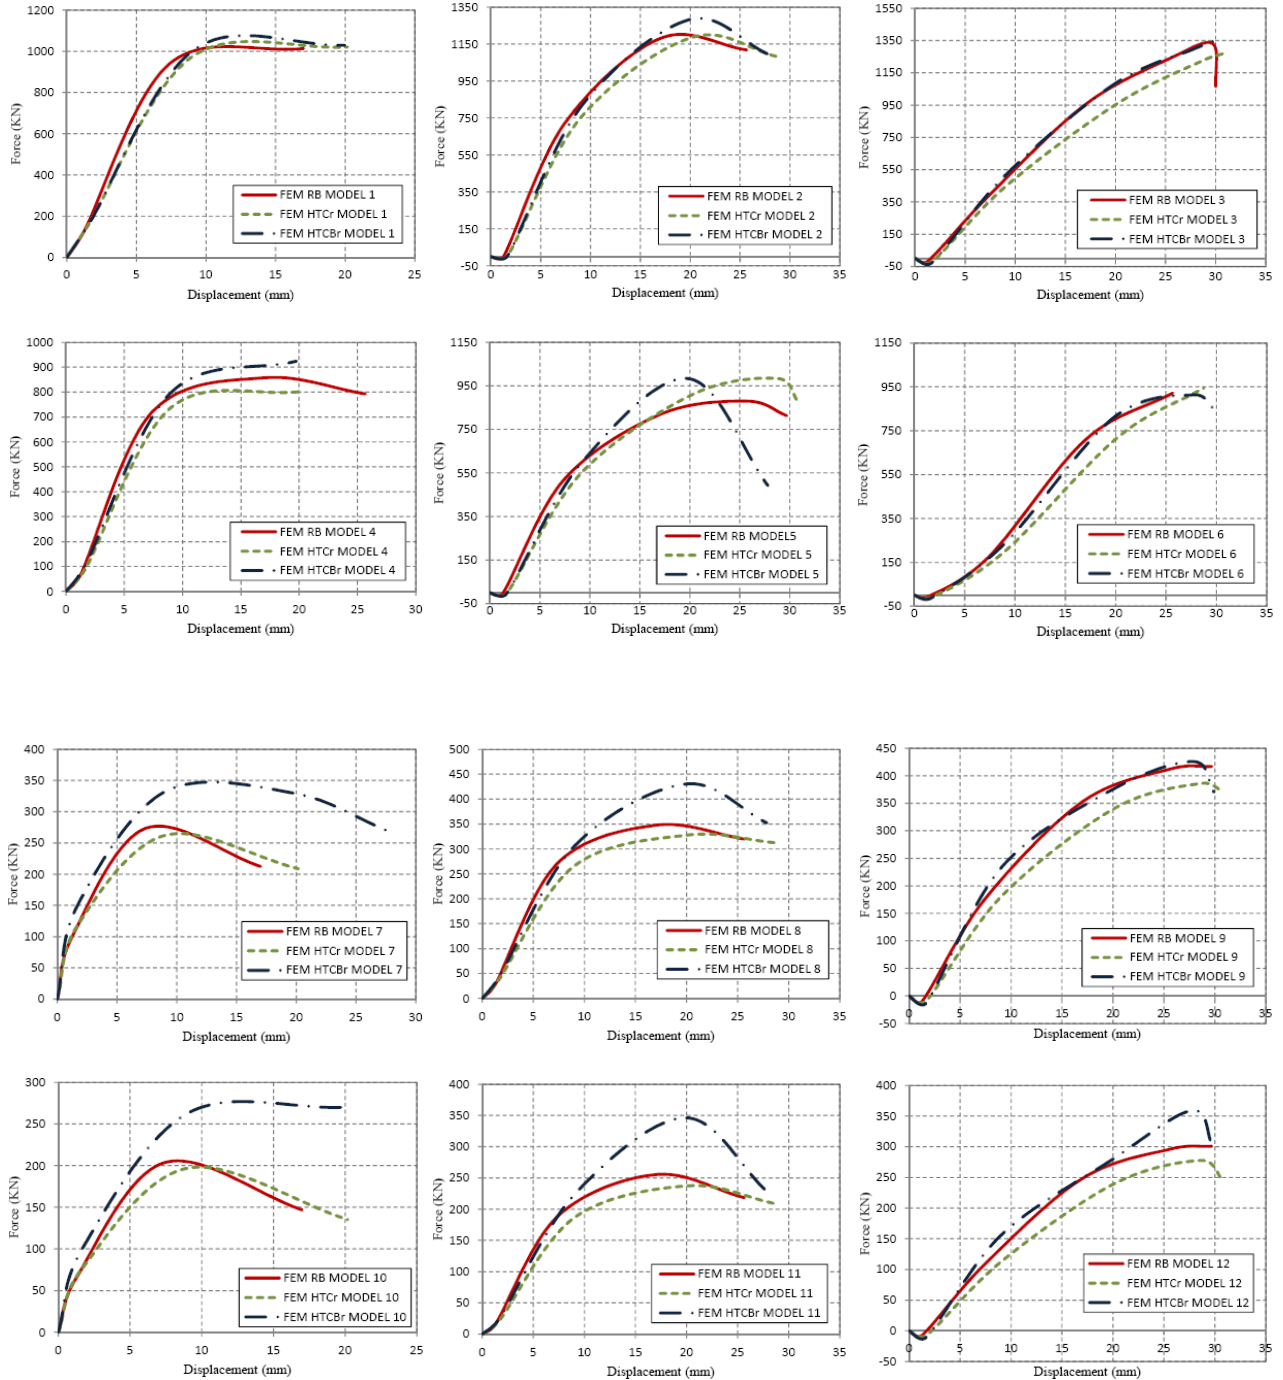 1200
1000
800
600
400
200
0
0 5 10 15 20 25
Force (KN)
Displacement (mm)
FEM RB MODEL 1
FEM HTCr MODEL 1
FEM HTCBr MODEL 1
1350
1150
950
750
550
350
150
-50
0 5 10 15 20 25 30 35
Force (KN)
Displacement (mm)
FEM RB MODEL 2
FEM HTCr MODEL 2
FEM HTCBr MODEL 2
1550
1350
1150
950
750
550
350
150
-50
0 5 10 15 20 25 30 35
Force (KN)
Displacement (mm)
FEM RB MODEL 3
FEM HTCr MODEL 3
FEM HTCBr MODEL 3
1000
900
800
700
600
500
400
300
200
100
0
0 5 10 15 20 25 30
Force (KN)
Displacement (mm)
FEM RB MODEL 4
FEM HTCr MODEL 4
FEM HTCBr MODEL 4
1150
950
750
550
350
150
-50
0 5 10 15 20 25 30 35
Force (KN)
Displacement (mm)
FEM RB MODEL5
FEM HTCr MODEL 5
FEM HTCBr MODEL 5
1150
950
750
550
350
150
-50
0 5 10 15 20 25 30 35
Force (KN)
Displacement (mm)
FEM RB MODEL 6
FEM HTCr MODEL 6
FEM HTCBr MODEL 6
400
350
300
250
200
150
100
50
0
0 5 10 15 20 25 30
Force (KN)
Displacement (mm)
FEM RB MODEL 7
FEM HTCr MODEL 7
FEM HTCBr MODEL 7
500
450
400
350
300
250
200
150
100
50
0
0 5 10 15 20 25 30 35
Force (KN)
Displacement (mm)
FEM RB MODEL 8
FEM HTCr MODEL 8
FEM HTCBr MODEL 8
450
400
350
300
250
200
150
100
50
0
-50
0 5 10 15 20 25 30 35
Force (KN)
Displacement (mm)
FEM RB MODEL 9
FEM HTCr MODEL 9
FEM HTCBr MODEL 9
300
250
200
150
100
50
0
0 5 10 15 20 25
Force (KN)
Displacement (mm)
FEM RB MODEL 10
FEM HTCr MODEL 10
FEM HTCBr MODEL 10
400
350
300
250
200
150
100
50
0
0 5 10 15 20 25 30 35
Force (KN)
Displacement (mm)
FEM RB MODEL 11
FEM HTCr MODEL 11
FEM HTCBr MODEL 11
400
350
300
250
200
150
100
50
0
-50
0 5 10 15 20 25 30 35
Force (KN)
Displacement (mm)
FEM RB MODEL 12
FEM HTCr MODEL 12
FEM HTCBr MODEL 12